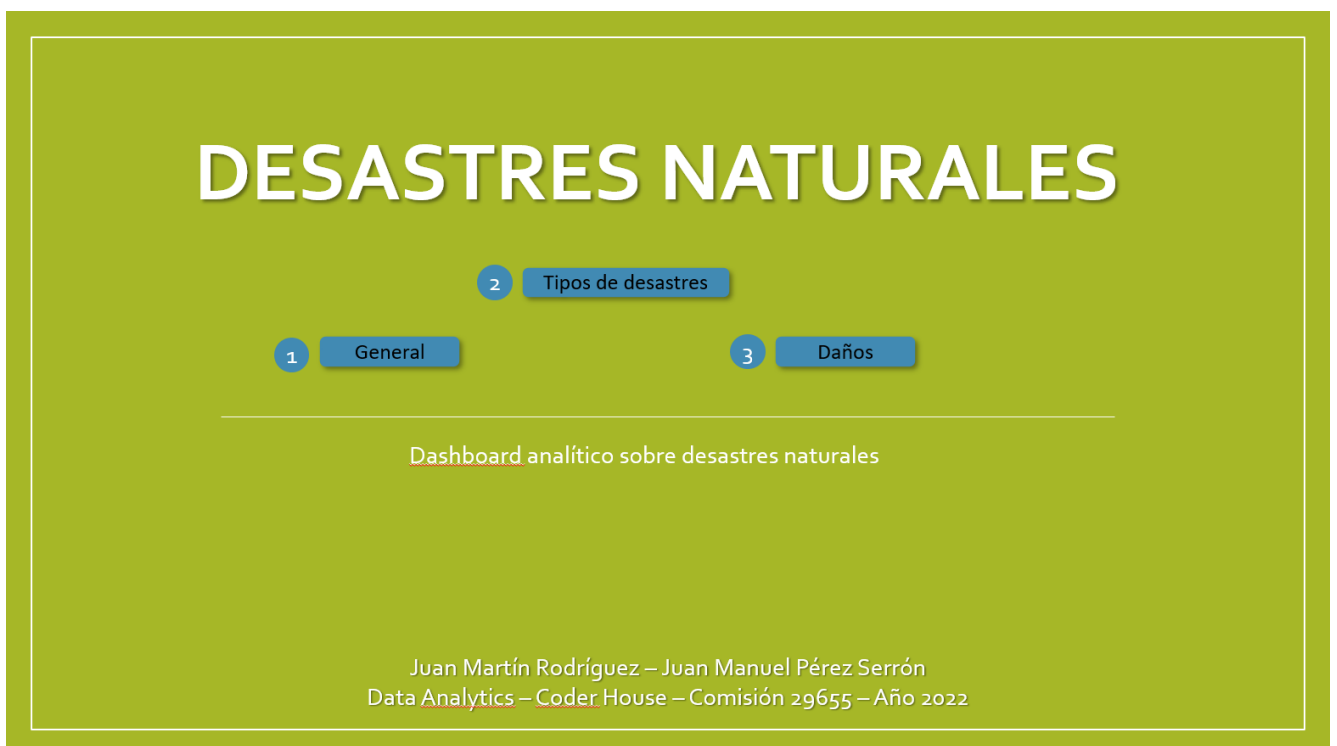 DESASTRES NATURALES
2 Tipos de desastres
1 General
3 Daños
Dashboard analítico sobre desastres naturales
Juan Martín Rodríguez – Juan Manuel Pérez Serrón
Data Analytics – Coder House – Comisión 29655 – Año 2022